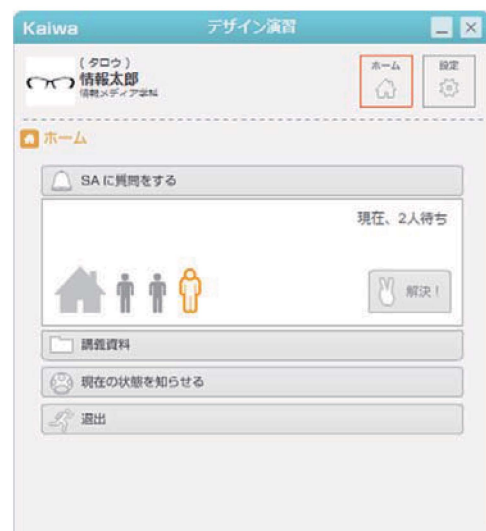 Kaiwa
デザイン演習
(タロウ)
情報太郎
情報メディア学科
ホーム
設定
ホーム
SAに質問をする
現在、2人待ち
解決！
講義資料
現在の状態を知らせる
退出